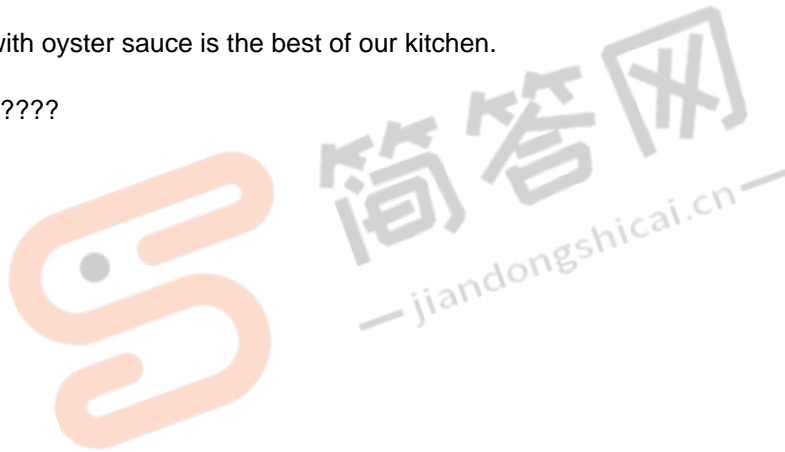 with oyster sauce is the best of our kitchen.
????
简答网
jiandongshicai.cn